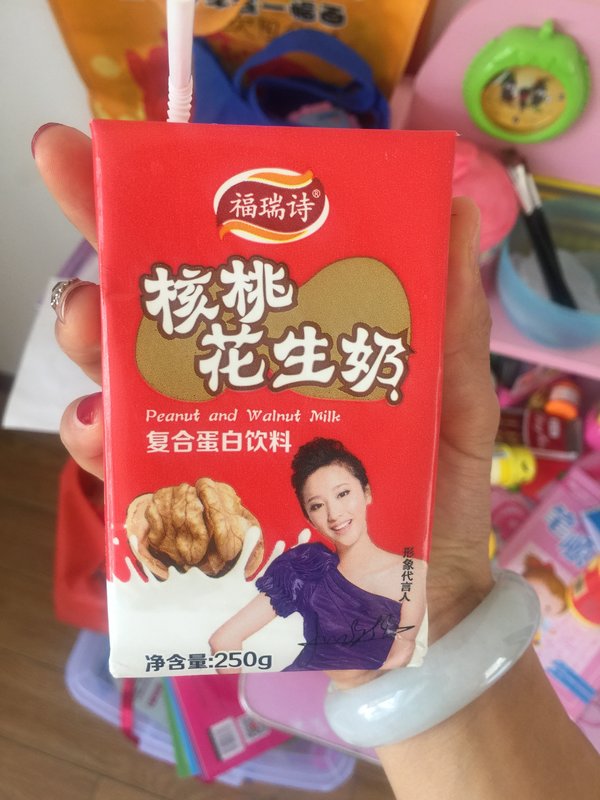 福瑞诗®
核桃
花生奶
Peanut and Walnut Milk
复合蛋白饮料
形象代言人
净含量:250g